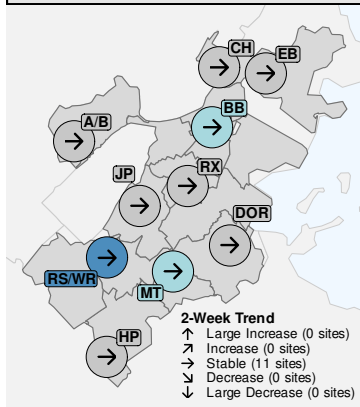 CH
EB
BB
A/B
RX
JP
DOR
RS/WR
MT
HP
2-Week Trend
↑ Large Increase (0 sites)
↗ Increase (0 sites)
→ Stable (11 sites)
↘ Decrease (0 sites)
↓ Large Decrease (0 sites)